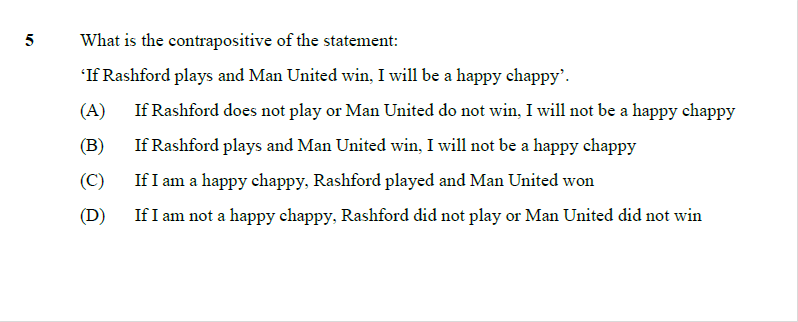 5 What is the contrapositive of the statement:
‘If Rashford plays and Man United win, I will be a happy chappy’.
(A) If Rashford does not play or Man United do not win, I will not be a happy chappy
(B) If Rashford plays and Man United win, I will not be a happy chappy
(C) If I am a happy chappy, Rashford played and Man United won
(D) If I am not a happy chappy, Rashford did not play or Man United did not win